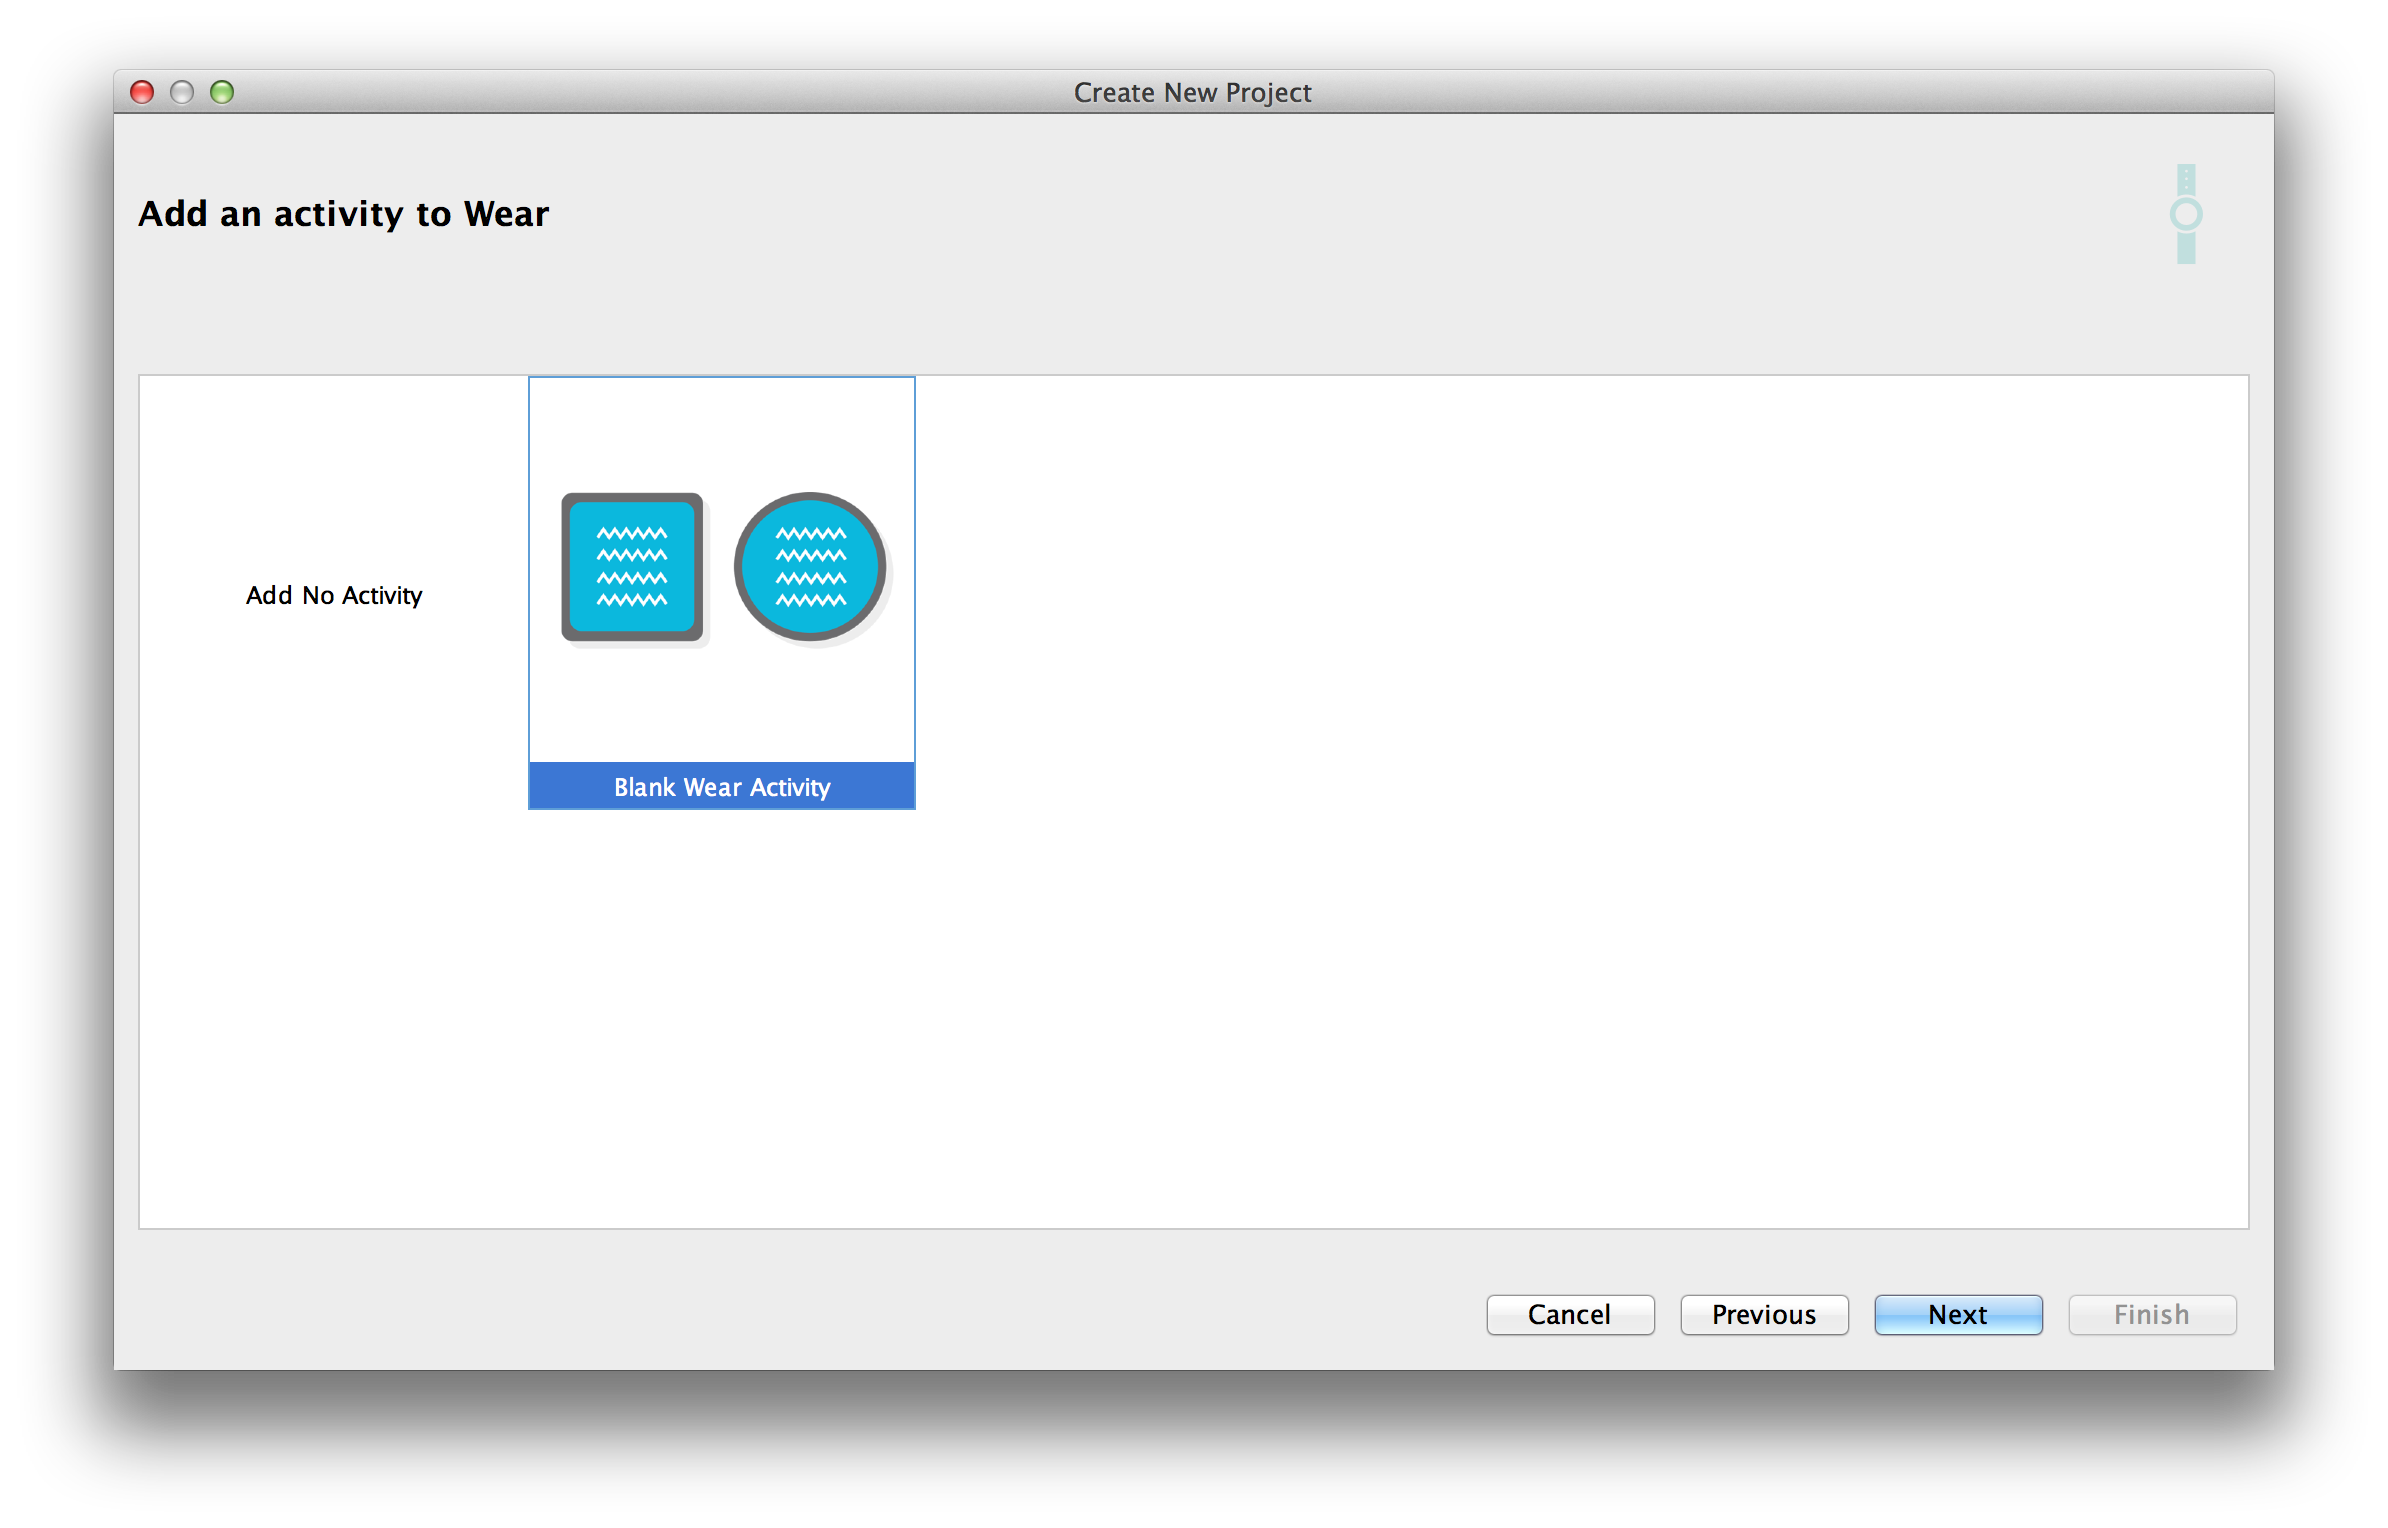 Create New Project
Add an activity to Wear
Add No Activity
Blank Wear Activity
Cancel Previous Next Finish